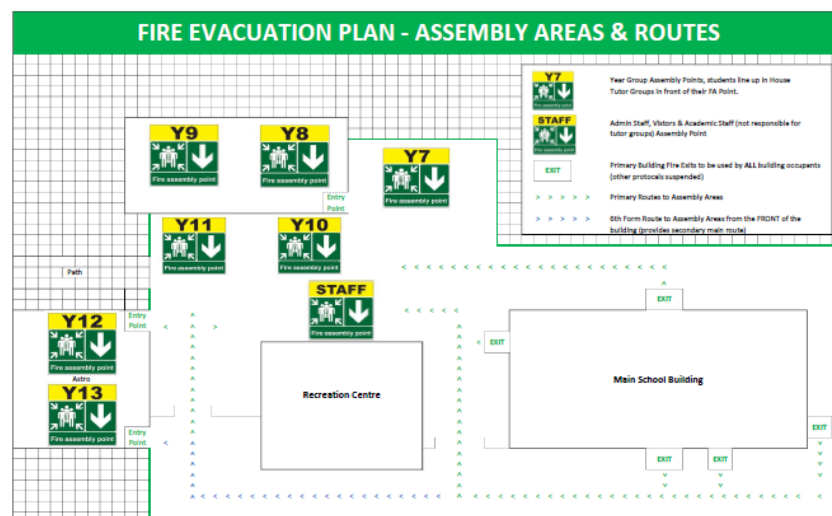 FIRE EVACUATION PLAN - ASSEMBLY AREAS & ROUTES
Y7
Fire assembly point
Year Group Assembly Points, students line up in House
Tutor Groups in front of their FA Point.
STAFF
Fire assembly point
Admin Staff, Vistors & Academic Staff (not responsible for
tutor groups) Assembly Point
EXIT
Primary Building Fire Exits to be used by ALL building occupants
(other protocals suspended)
Primary Routes to Assembly Areas
6th Form Route to Assembly Areas from the FRONT of the
building (provides secondary main route)
Y9
Fire assembly point
Y8
Fire assembly point
Y7
Fire assembly point
Entry
Point
Y11
Fire assembly point
Y10
Fire assembly point
Path
STAFF
Fire assembly point
EXIT
Y12
Fire assembly point
Entry
Point
EXIT
Astro
Y13
Fire assembly point
Entry
Point
Recreation Centre
Main School Building
EXIT
EXIT
EXIT